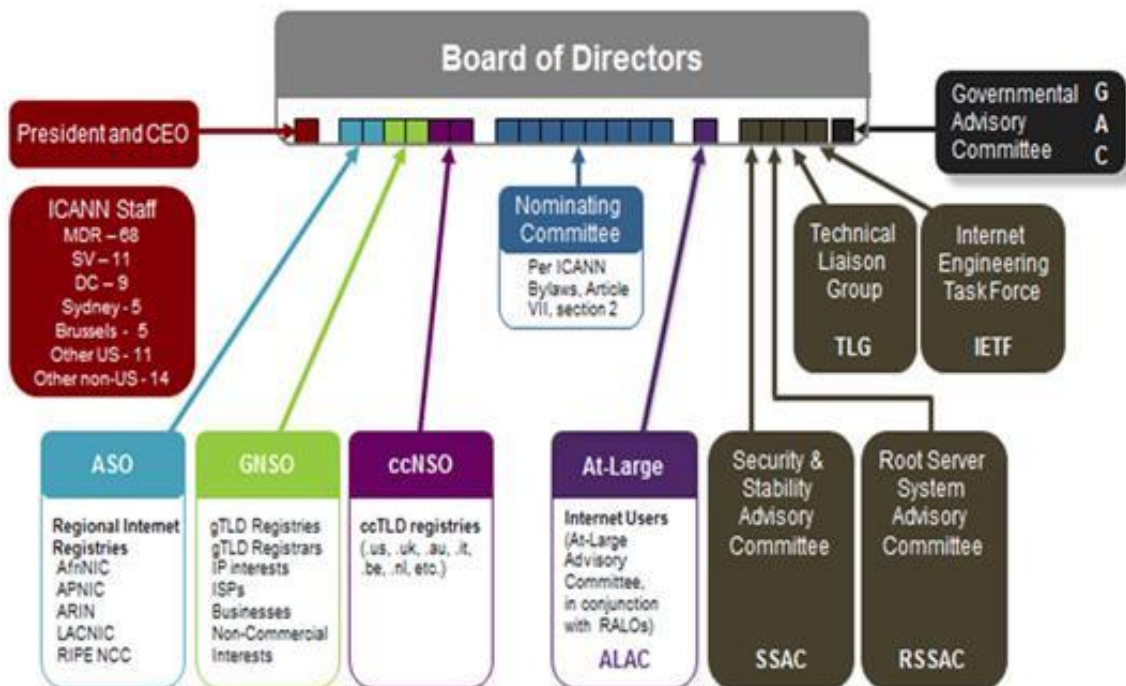 Board of Directors
President and CEO
Governmental G
Advisory A
Committee C
ICANN Staff
MDR – 68
SV – 11
DC – 9
Sydney - 5
Brussels - 5
Other US - 11
Other non-US - 14
Nominating
Committee
Per ICANN
Bylaws, Article
VII, section 2
Technical
Liaison
Group
TLG
Internet
Engineering
Task Force
IETF
ASO
Regional Internet
Registries
AfriNIC
APNIC
ARIN
LACNIC
RIPE NCC
GNSO
gTLD Registries
gTLD Registrars
IP interests
ISPs
Businesses
Non-Commercial
Interests
ccNSO
ccTLD registries
(.us, .uk, .au, .it,
.be, .nl, etc.)
At-Large
Internet Users
(At-Large
Advisory
Committee,
in conjunction
with RALOs)
ALAC
Security &
Stability
Advisory
Committee
SSAC
Root Server
System
Advisory
Committee
RSSAC